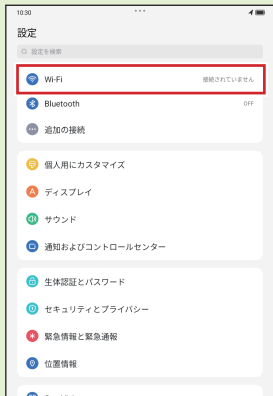 10:30
設定
設定を検索
Wi-Fi 接続されていません
Bluetooth OFF
追加の接続
個人用にカスタマイズ
ディスプレイ
サウンド
通知およびコントロールセンター
生体認証とパスワード
セキュリティとプライバシー
緊急情報と緊急通報
位置情報